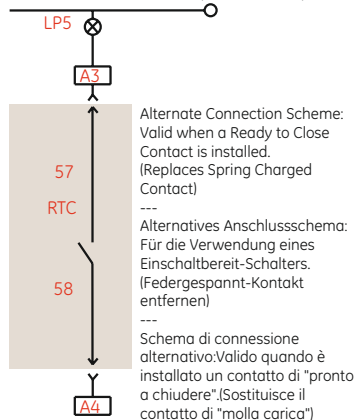 LP5
A3
57
RTC
58
A4
Alternate Connection Scheme:
Valid when a Ready to Close
Contact is installed.
(Replaces Spring Charged
Contact)
---
Alternatives Anschlussschema:
Für die Verwendung eines
Einschaltbereit-Schalters.
(Federgespannt-Kontakt
entfernen)
---
Schema di connessione
alternativo:Valido quando è
installato un contatto di "pronto
a chiudere".(Sostituisce il
contatto di "molla carica")